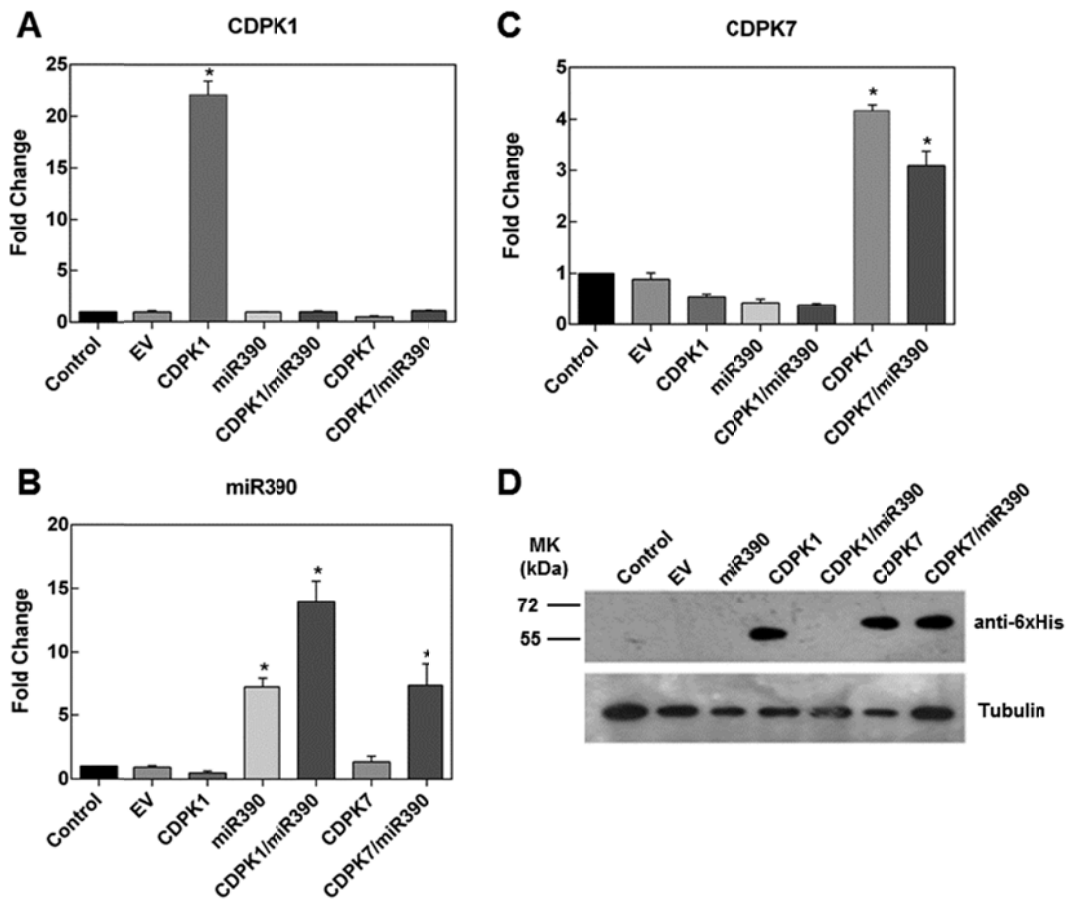 A
CDPK1
Fold Change
25
20
15
10
5
0
*
Control
EV
CDPK1
miR390
CDPK1/miR390
CDPK7
CDPK7/miR390
C
CDPK7
Fold Change
5
4
3
2
1
0
*
*
Control
EV
CDPK1
miR390
CDPK1/miR390
CDPK7
CDPK7/miR390
B
miR390
Fold Change
20
15
10
5
0
*
*
*
Control
EV
CDPK1
miR390
CDPK1/miR390
CDPK7
CDPK7/miR390
D
MK
(kDa)
Control
EV
miR390
CDPK1
CDPK1/miR390
CDPK7
CDPK7/miR390
72
55
anti-6xHis
Tubulin